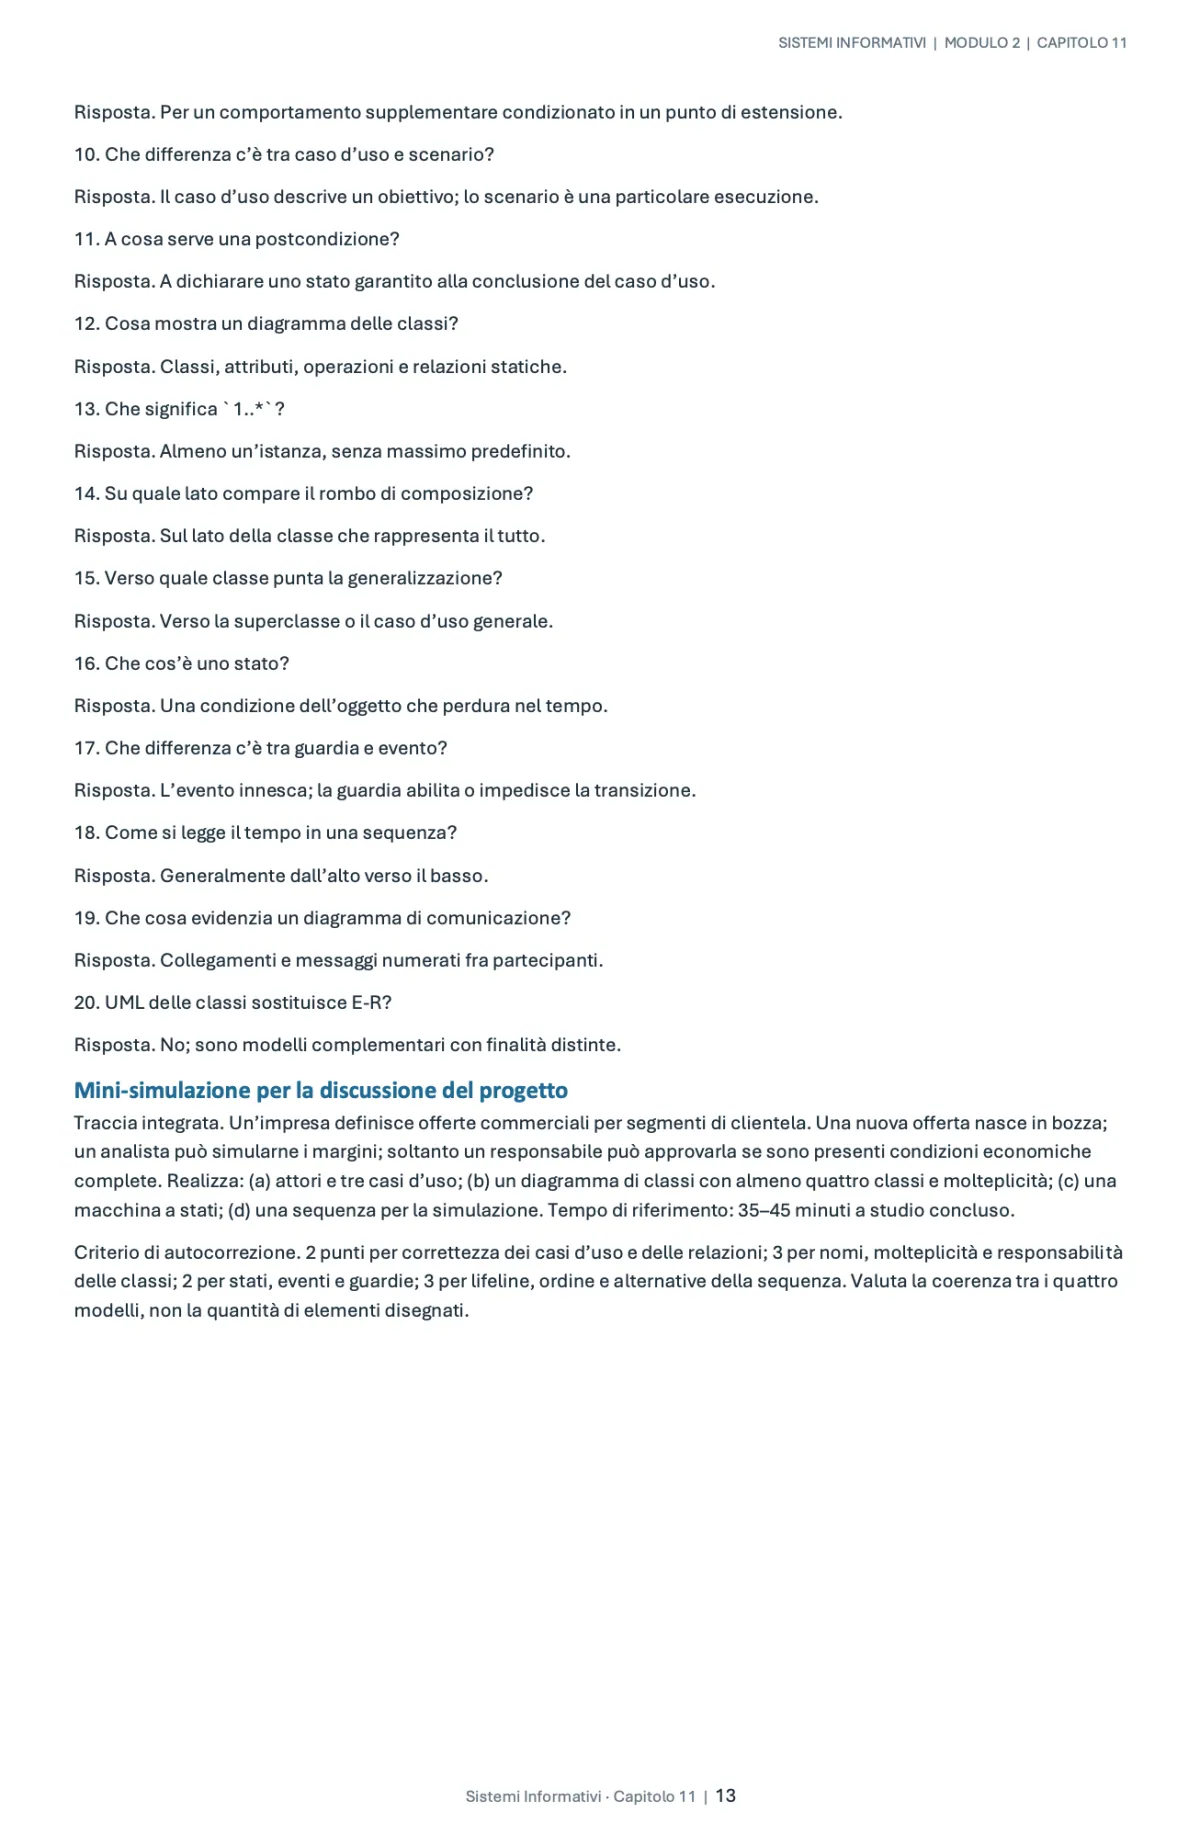 SISTEMI INFORMATIVI | MODULO 2 | CAPITOLO 11
Risposta. Per un comportamento supplementare condizionato in un punto di estensione.
10. Che differenza c’è tra caso d’uso e scenario?
Risposta. Il caso d’uso descrive un obiettivo; lo scenario è una particolare esecuzione.
11. A cosa serve una postcondizione?
Risposta. A dichiarare uno stato garantito alla conclusione del caso d’uso.
12. Cosa mostra un diagramma delle classi?
Risposta. Classi, attributi, operazioni e relazioni statiche.
13. Che significa `1..*`?
Risposta. Almeno un’istanza, senza massimo predefinito.
14. Su quale lato compare il rombo di composizione?
Risposta. Sul lato della classe che rappresenta il tutto.
15. Verso quale classe punta la generalizzazione?
Risposta. Verso la superclasse o il caso d’uso generale.
16. Che cos’è uno stato?
Risposta. Una condizione dell’oggetto che perdura nel tempo.
17. Che differenza c’è tra guardia e evento?
Risposta. L’evento innesca; la guardia abilita o impedisce la transizione.
18. Come si legge il tempo in una sequenza?
Risposta. Generalmente dall’alto verso il basso.
19. Che cosa evidenzia un diagramma di comunicazione?
Risposta. Collegamenti e messaggi numerati fra partecipanti.
20. UML delle classi sostituisce E-R?
Risposta. No; sono modelli complementari con finalità distinte.
Mini-simulazione per la discussione del progetto
Traccia integrata. Un’impresa definisce offerte commerciali per segmenti di clientela. Una nuova offerta nasce in bozza;
un analista può simularne i margini; soltanto un responsabile può approvarla se sono presenti condizioni economiche
complete. Realizza: (a) attori e tre casi d’uso; (b) un diagramma di classi con almeno quattro classi e molteplicità; (c) una
macchina a stati; (d) una sequenza per la simulazione. Tempo di riferimento: 35–45 minuti a studio concluso.
Criterio di autocorrezione. 2 punti per correttezza dei casi d’uso e delle relazioni; 3 per nomi, molteplicità e responsabilità
delle classi; 2 per stati, eventi e guardie; 3 per lifeline, ordine e alternative della sequenza. Valuta la coerenza tra i quattro
modelli, non la quantità di elementi disegnati.
Sistemi Informativi · Capitolo 11 | 13